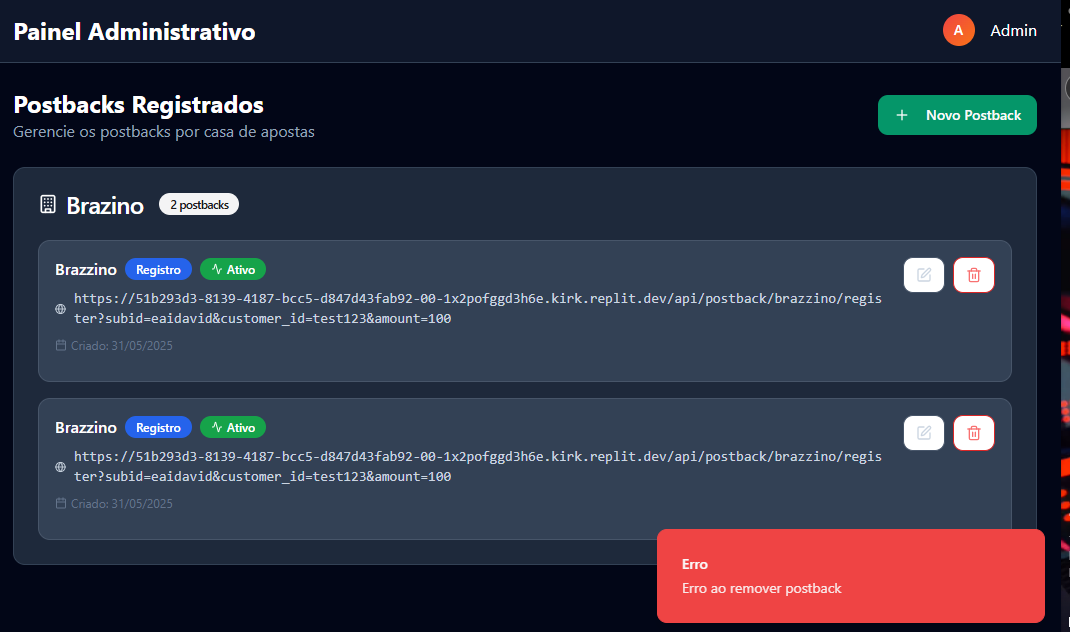 Painel Administrativo
A
Admin
Postbacks Registrados
Gerencie os postbacks por casa de apostas
+ Novo Postback
Brazino
2 postbacks
Brazzino
Registro
Ativo
https://51b293d3-8139-4187-bcc5-d847d43fab92-00-1x2pofggd3h6e.kirk.replit.dev/api/postback/brazzino/regis
ter?subid=eaidavid&customer_id=test123&amount=100
Criado: 31/05/2025
Brazzino
Registro
Ativo
https://51b293d3-8139-4187-bcc5-d847d43fab92-00-1x2pofggd3h6e.kirk.replit.dev/api/postback/brazzino/regis
ter?subid=eaidavid&customer_id=test123&amount=100
Criado: 31/05/2025
Erro
Erro ao remover postback